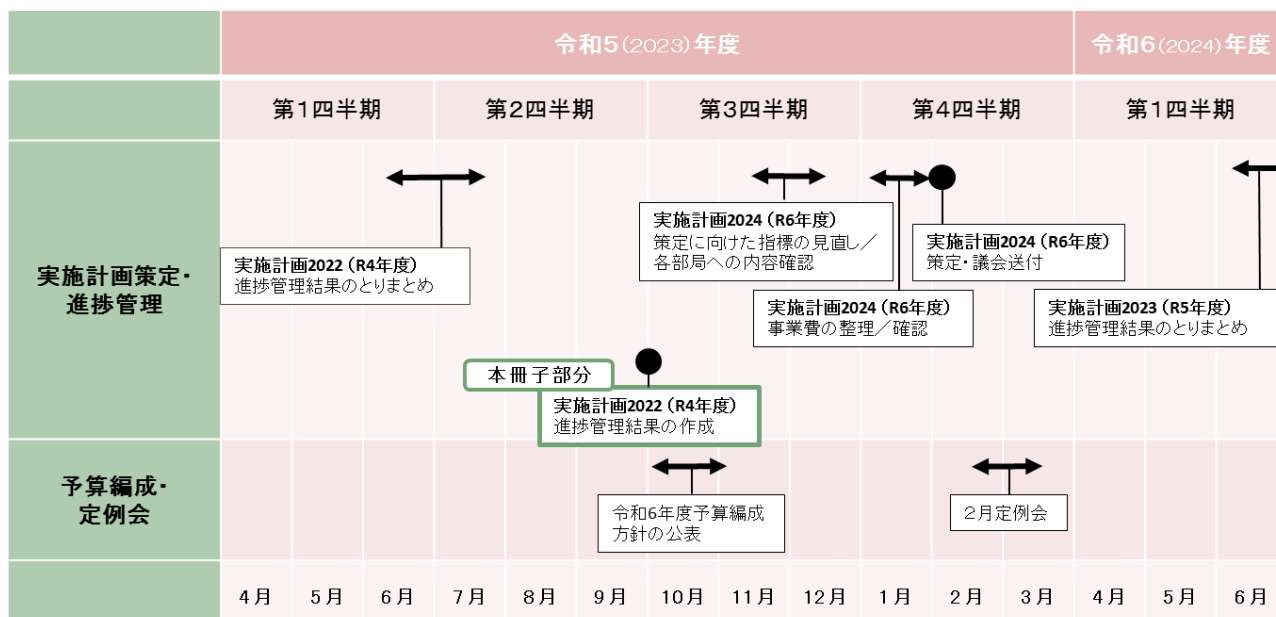 令和5(2023)年度
令和6(2024)年度
第1四半期
第2四半期
第3四半期
第4四半期
第1四半期
実施計画策定・
進捗管理
実施計画2022(R4年度)
進捗管理結果のとりまとめ
実施計画2024(R6年度)
策定に向けた指標の見直し/
各部局への内容確認
実施計画2024(R6年度)
事業費の整理/確認
実施計画2024(R6年度)
策定・議会送付
実施計画2023(R5年度)
進捗管理結果のとりまとめ
本冊子部分
実施計画2022(R4年度)
進捗管理結果の作成
予算編成・
定例会
令和6年度予算編成
方針の公表
2月定例会
4月
5月
6月
7月
8月
9月
10月
11月
12月
1月
2月
3月
4月
5月
6月